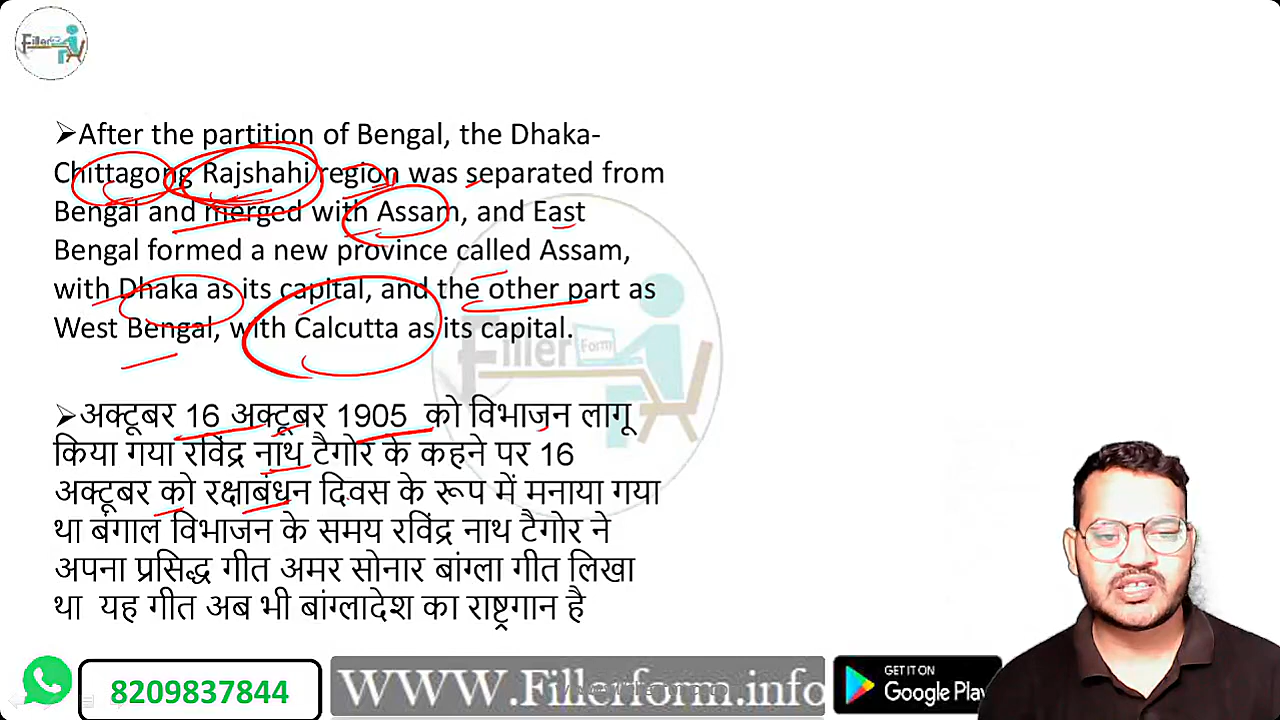 Fillerform
➢After the partition of Bengal, the Dhaka-
Chittagong Rajshahi region was separated from
Bengal and merged with Assam, and East
Bengal formed a new province called Assam,
with Dhaka as its capital, and the other part as
West Bengal, with Calcutta as its capital.
Filler Form
➢अक्टूबर 16 अक्टूबर 1905 को विभाजन लागू
किया गया रविंद्र नाथ टैगोर के कहने पर 16
अक्टूबर को रक्षाबंधन दिवस के रूप में मनाया गया
था बंगाल विभाजन के समय रविंद्र नाथ टैगोर ने
अपना प्रसिद्ध गीत अमर सोनार बांग्ला गीत लिखा
था यह गीत अब भी बांग्लादेश का राष्ट्रगान है
8209837844
WWW.Fillerform.info
GET IT ON
Google Play